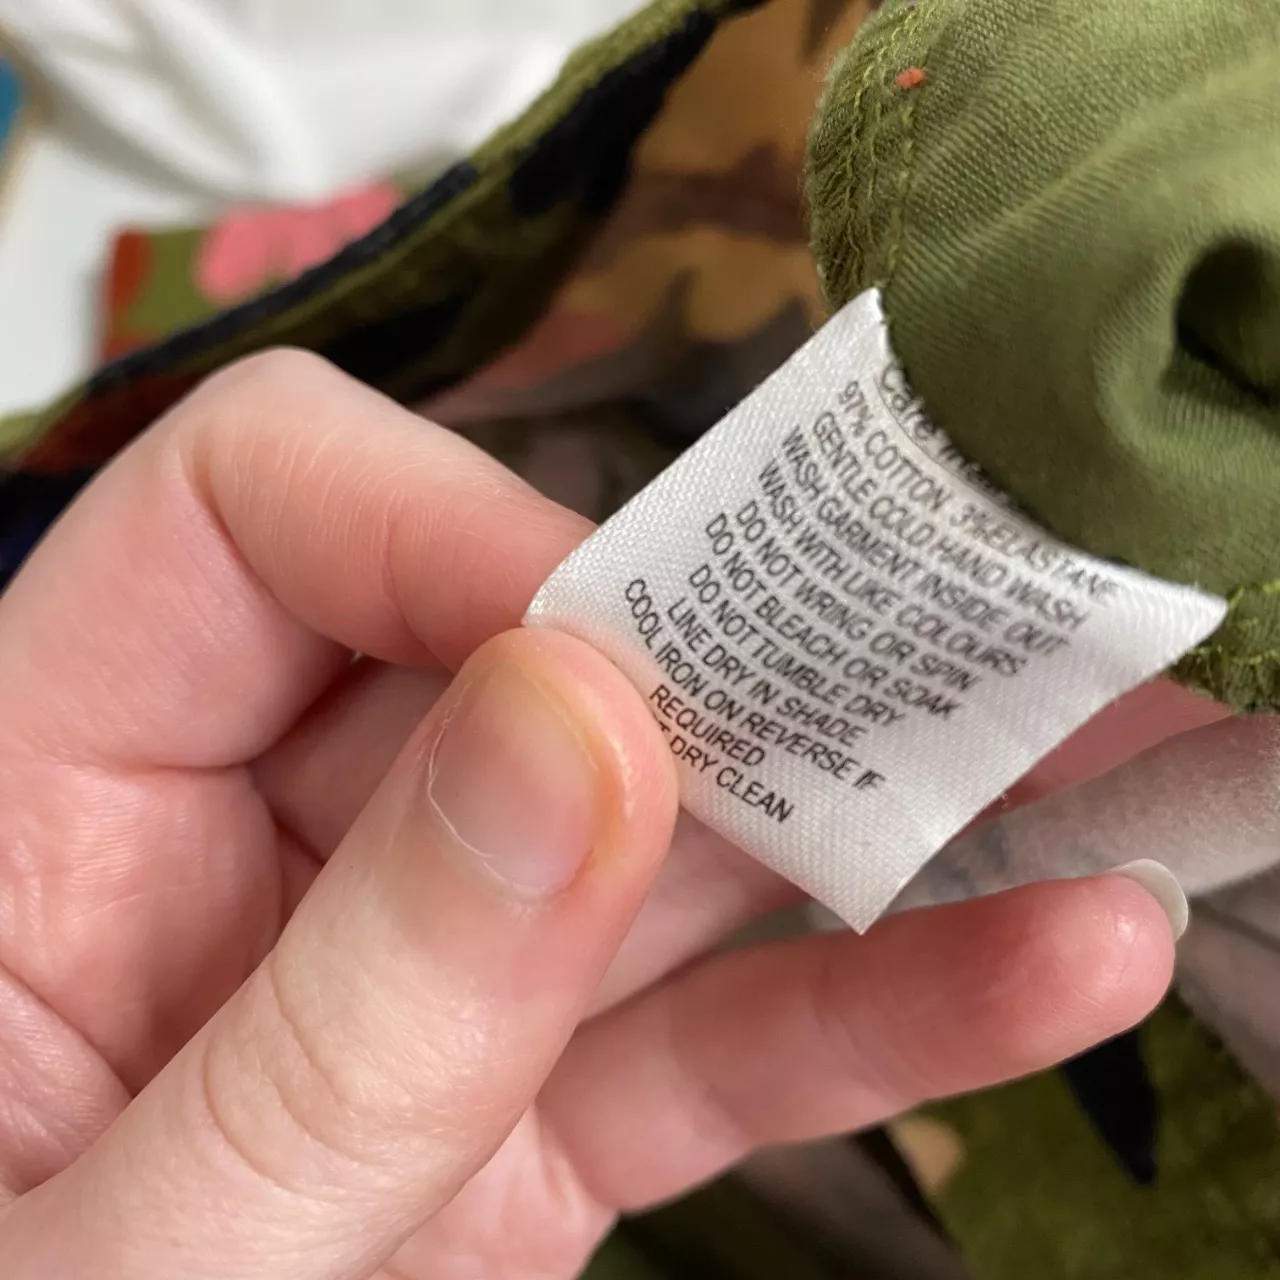 Care
97% COTTON 3% ELASTANE
GENTLE COLD HAND WASH
WASH GARMENT INSIDE OUT
WASH WITH LIKE COLOURS
DO NOT WRING OR SPIN
DO NOT BLEACH OR SOAK
DO NOT TUMBLE DRY
LINE DRY IN SHADE
COOL IRON ON REVERSE IF
REQUIRED
DRY CLEAN